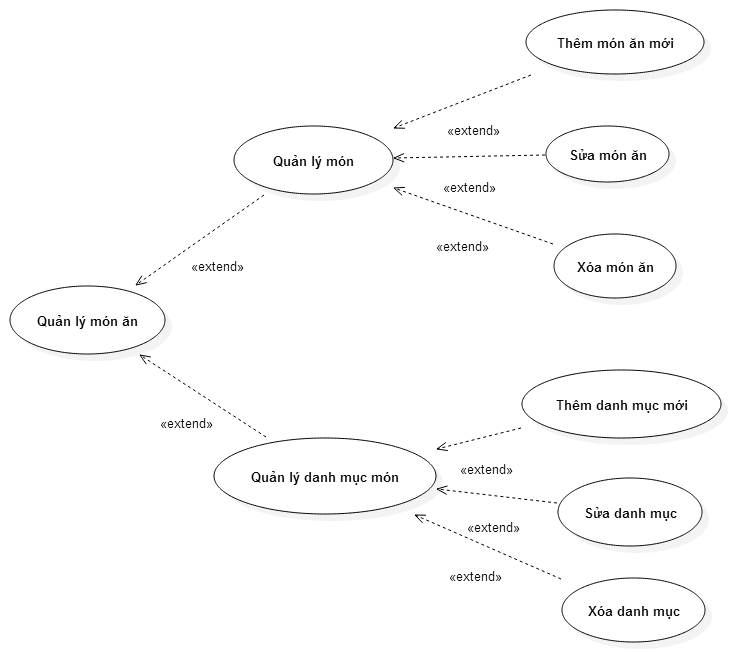 Thêm món ăn mới
«extend»
«extend»
Quản lý món
Sửa món ăn
«extend»
«extend»
«extend»
Xóa món ăn
Quản lý món ăn
Thêm danh mục mới
«extend»
«extend»
Quản lý danh mục món
Sửa danh mục
«extend»
«extend»
Xóa danh mục